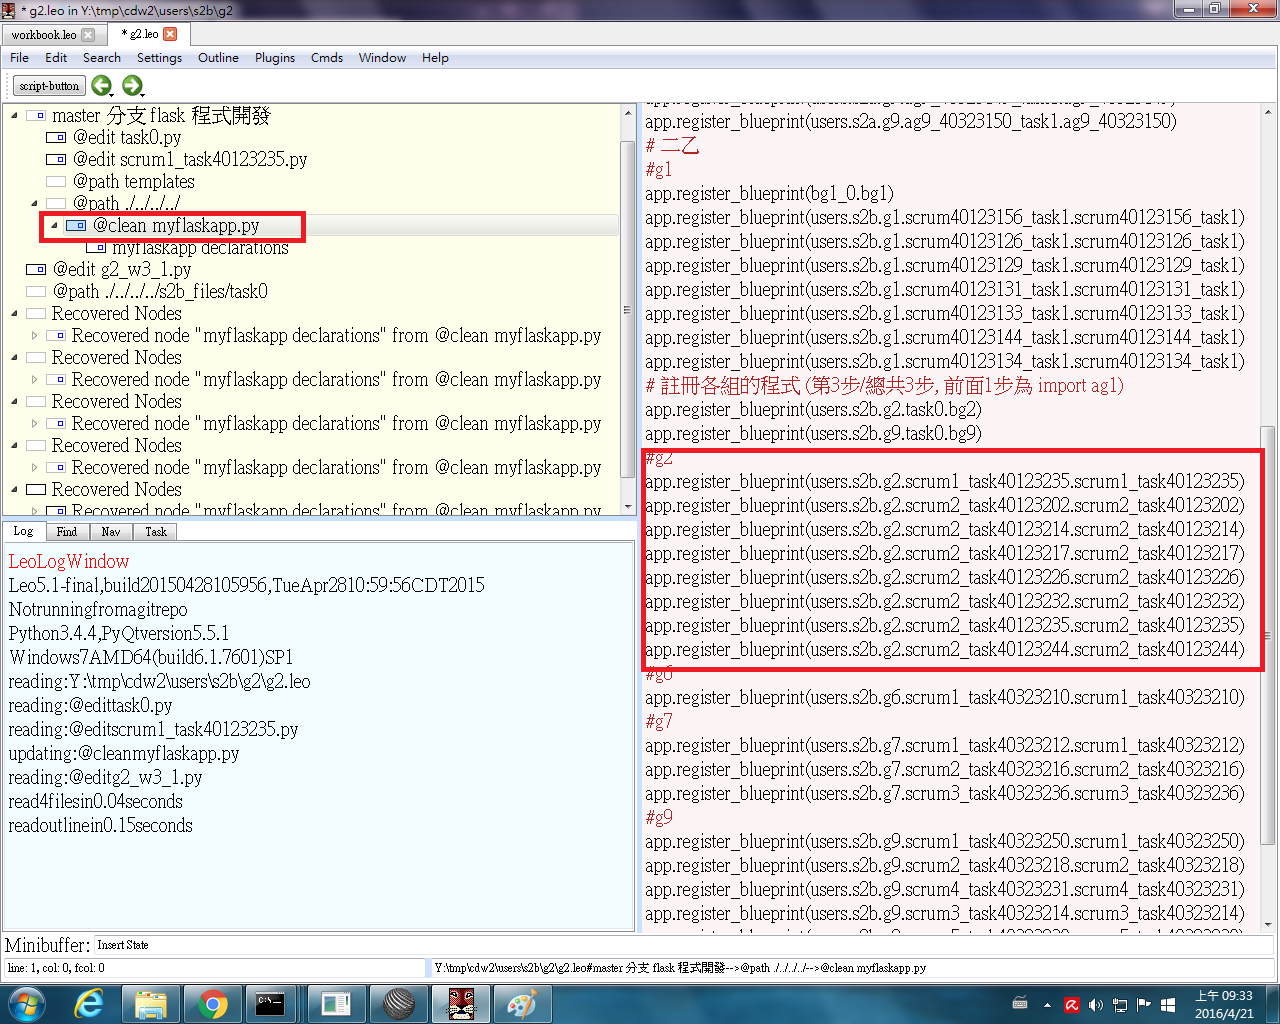 * g2.leo in Y:\tmp\cdw2\users\s2b\g2
workbook.leo
* g2.leo
File Edit Search Settings Outline Plugins Cmds Window Help
script-button
master 分支 flask 程式開發
@edit task0.py
@edit scrum1_task40123235.py
@path templates
@path ./../../../
@clean myflaskapp.py
myflaskapp declarations
@edit g2_w3_1.py
@path ./../../../s2b_files/task0
Recovered Nodes
Recovered node "myflaskapp declarations" from @clean myflaskapp.py
Recovered Nodes
Recovered node "myflaskapp declarations" from @clean myflaskapp.py
Recovered Nodes
Recovered node "myflaskapp declarations" from @clean myflaskapp.py
Recovered Nodes
Recovered node "myflaskapp declarations" from @clean myflaskapp.py
Recovered Nodes
Recovered node "myflaskapp declarations" from @clean myflaskapp.py
Log Find Nav Task
LeoLogWindow
Leo5.1-final,build20150428105956,TueApr2810:59:56CDT2015
Notrunningfromagitrepo
Python3.4.4,PyQtversion5.5.1
Windows7AMD64(build6.1.7601)SP1
reading:Y:\tmp\cdw2\users\s2b\g2\g2.leo
reading:@edittask0.py
reading:@editscrum1_task40123235.py
updating:@cleanmyflaskapp.py
reading:@editg2_w3_1.py
read4filesin0.04seconds
readoutlinein0.15seconds
app.register_blueprint(users.s2a.g9.ag9_40323150_task1.ag9_40323150)
# 二乙
#g1
app.register_blueprint(bg1_0.bg1)
app.register_blueprint(users.s2b.g1.scrum40123156_task1.scrum40123156_task1)
app.register_blueprint(users.s2b.g1.scrum40123126_task1.scrum40123126_task1)
app.register_blueprint(users.s2b.g1.scrum40123129_task1.scrum40123129_task1)
app.register_blueprint(users.s2b.g1.scrum40123131_task1.scrum40123131_task1)
app.register_blueprint(users.s2b.g1.scrum40123133_task1.scrum40123133_task1)
app.register_blueprint(users.s2b.g1.scrum40123144_task1.scrum40123144_task1)
app.register_blueprint(users.s2b.g1.scrum40123134_task1.scrum40123134_task1)
# 註冊各組的程式 (第3步/總共3步, 前面1步為 import ag1)
app.register_blueprint(users.s2b.g2.task0.bg2)
app.register_blueprint(users.s2b.g9.task0.bg9)
#g2
app.register_blueprint(users.s2b.g2.scrum1_task40123235.scrum1_task40123235)
app.register_blueprint(users.s2b.g2.scrum2_task40123202.scrum2_task40123202)
app.register_blueprint(users.s2b.g2.scrum2_task40123214.scrum2_task40123214)
app.register_blueprint(users.s2b.g2.scrum2_task40123217.scrum2_task40123217)
app.register_blueprint(users.s2b.g2.scrum2_task40123226.scrum2_task40123226)
app.register_blueprint(users.s2b.g2.scrum2_task40123232.scrum2_task40123232)
app.register_blueprint(users.s2b.g2.scrum2_task40123235.scrum2_task40123235)
app.register_blueprint(users.s2b.g2.scrum2_task40123244.scrum2_task40123244)
#g6
app.register_blueprint(users.s2b.g6.scrum1_task40323210.scrum1_task40323210)
#g7
app.register_blueprint(users.s2b.g7.scrum1_task40323212.scrum1_task40323212)
app.register_blueprint(users.s2b.g7.scrum2_task40323216.scrum2_task40323216)
app.register_blueprint(users.s2b.g7.scrum3_task40323236.scrum3_task40323236)
#g9
app.register_blueprint(users.s2b.g9.scrum1_task40323250.scrum1_task40323250)
app.register_blueprint(users.s2b.g9.scrum2_task40323218.scrum2_task40323218)
app.register_blueprint(users.s2b.g9.scrum4_task40323231.scrum4_task40323231)
app.register_blueprint(users.s2b.g9.scrum3_task40323214.scrum3_task40323214)
Minibuffer: Insert State
line: 1, col: 0, fcol: 0
Y:\tmp\cdw2\users\s2b\g2\g2.leo#master 分支 flask 程式開發-->@path ./../../../-->@clean myflaskapp.py
上午 09:33
2016/4/21